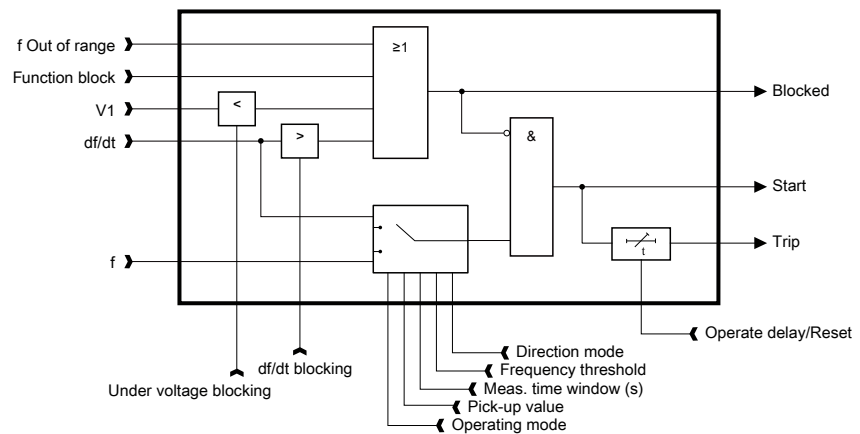 f Out of range
Function block
V1
df/dt
f
<
>
≥1
&
t
Blocked
Start
Trip
Operate delay/Reset
Direction mode
Frequency threshold
Meas. time window (s)
Pick-up value
Operating mode
df/dt blocking
Under voltage blocking